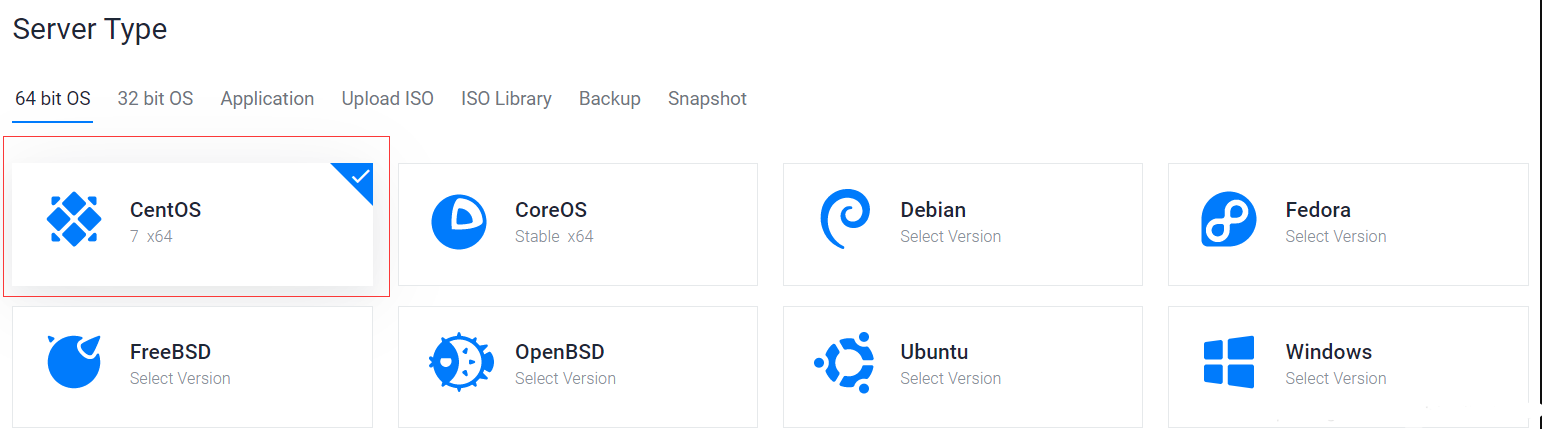 Server Type
64 bit OS 32 bit OS Application Upload ISO ISO Library Backup Snapshot
CentOS
7 x64
CoreOS
Stable x64
Debian
Select Version
Fedora
Select Version
FreeBSD
Select Version
OpenBSD
Select Version
Ubuntu
Select Version
Windows
Select Version